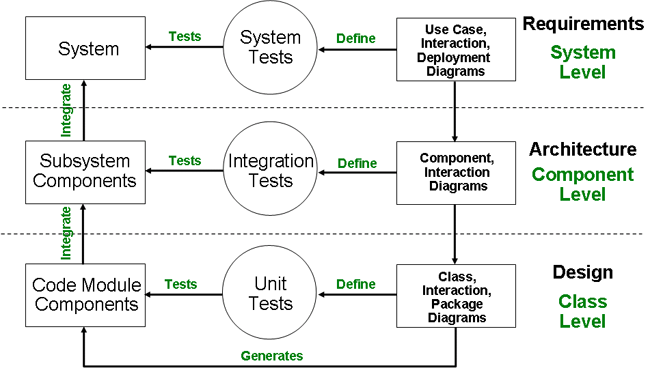 System
Tests
System
Tests
Define
Use Case,
Interaction,
Deployment
Diagrams
Requirements
System
Level
Integrate
Subsystem
Components
Tests
Integration
Tests
Define
Component,
Interaction
Diagrams
Architecture
Component
Level
Integrate
Code Module
Components
Tests
Unit
Tests
Define
Class,
Interaction,
Package
Diagrams
Design
Class
Level
Generates